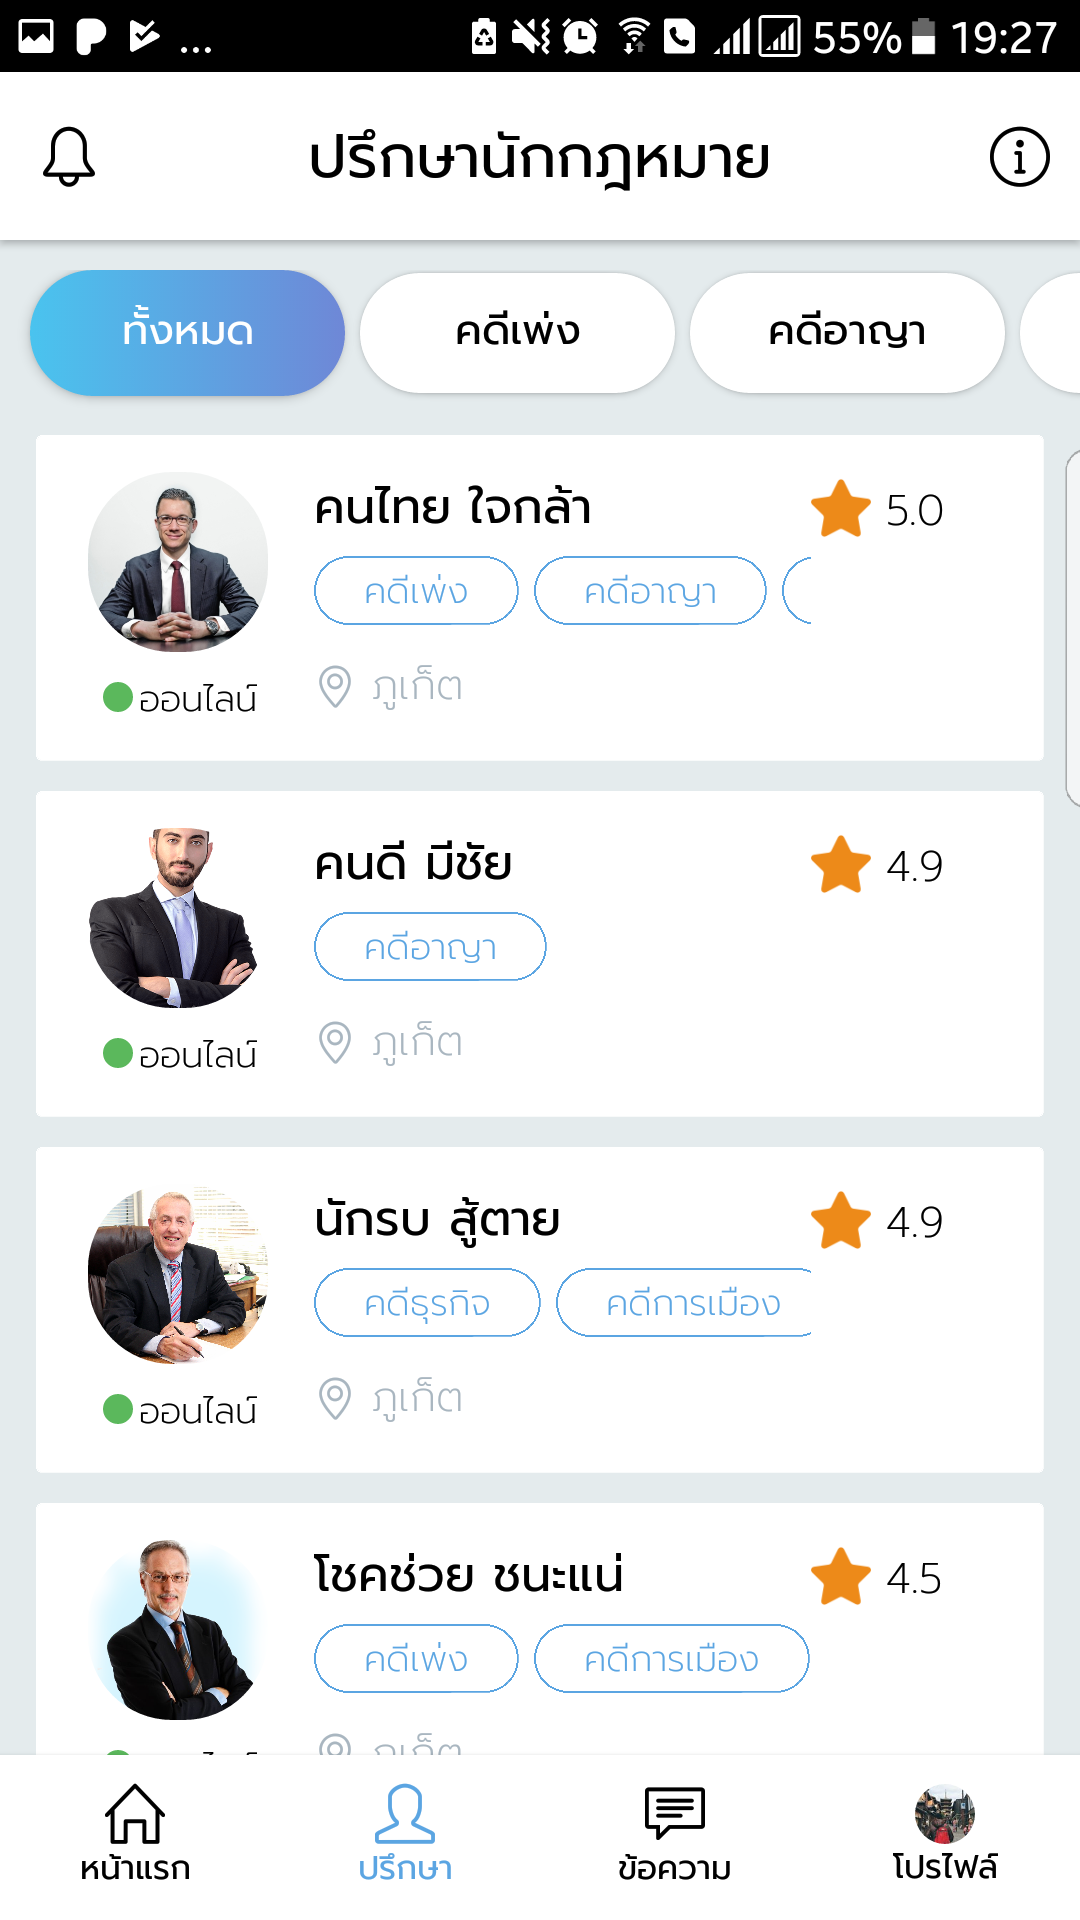 ... 55% 19:27
ปรึกษานักกฎหมาย
ทั้งหมด คดีเพ่ง คดีอาญา
คนไทย ใจกล้า 5.0
คดีเพ่ง คดีอาญา
ออนไลน์ ภูเก็ต
คนดี มีชัย 4.9
คดีอาญา
ออนไลน์ ภูเก็ต
นักรบ สู้ตาย 4.9
คดีธุรกิจ คดีการเมือง
ออนไลน์ ภูเก็ต
โชคช่วย ชนะแน่ 4.5
คดีเพ่ง คดีการเมือง
หน้าแรก ปรึกษา ข้อความ โปรไฟล์